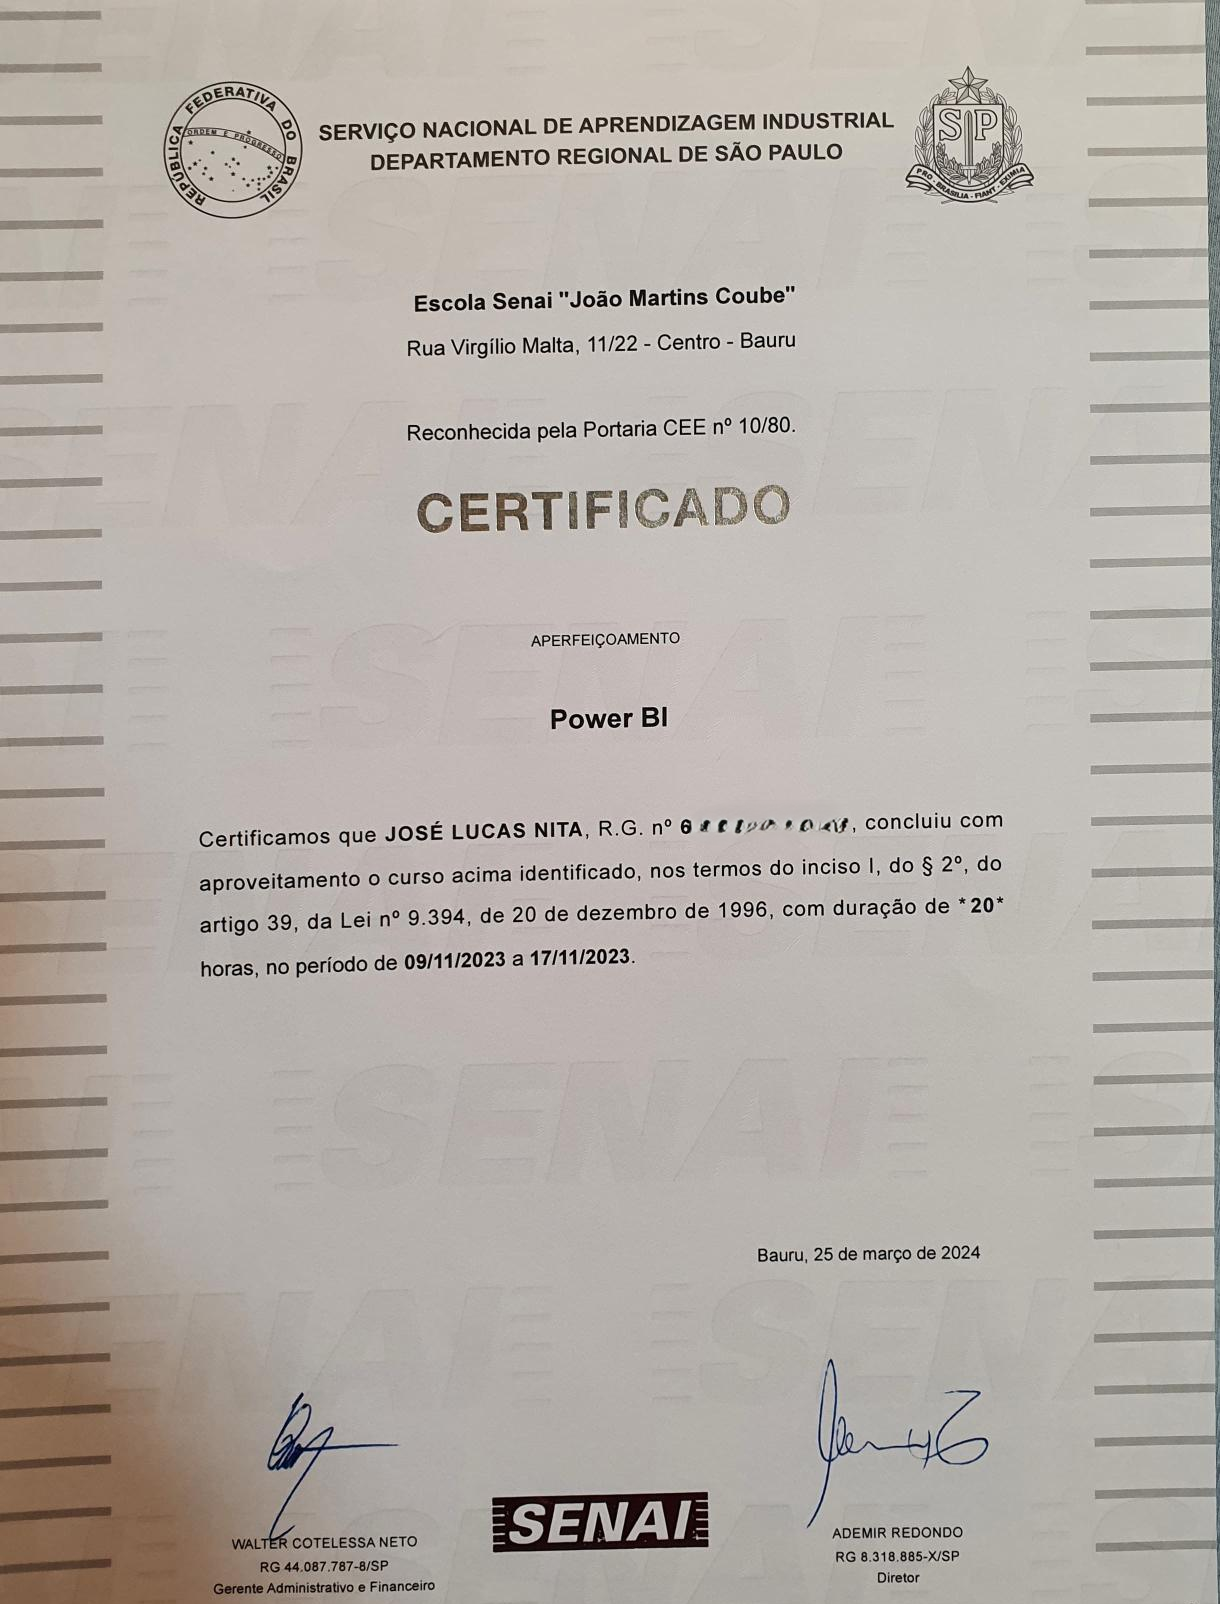 REPÚBLICA FEDERATIVA DO BRASIL
ORDEM E PROGRESSO
SERVIÇO NACIONAL DE APRENDIZAGEM INDUSTRIAL
DEPARTAMENTO REGIONAL DE SÃO PAULO
SP
PRO · BRASILIA · FIANT · EXIMIA
Escola Senai "João Martins Coube"
Rua Virgílio Malta, 11/22 - Centro - Bauru
Reconhecida pela Portaria CEE nº 10/80.
CERTIFICADO
APERFEIÇOAMENTO
Power BI
Certificamos que JOSÉ LUCAS NITA, R.G. nº 6 , concluiu com
aproveitamento o curso acima identificado, nos termos do inciso I, do § 2º, do
artigo 39, da Lei nº 9.394, de 20 de dezembro de 1996, com duração de *20*
horas, no período de 09/11/2023 a 17/11/2023.
Bauru, 25 de março de 2024
WALTER COTELESSA NETO
RG 44.087.787-8/SP
Gerente Administrativo e Financeiro
SENAI
ADEMIR REDONDO
RG 8.318.885-X/SP
Diretor